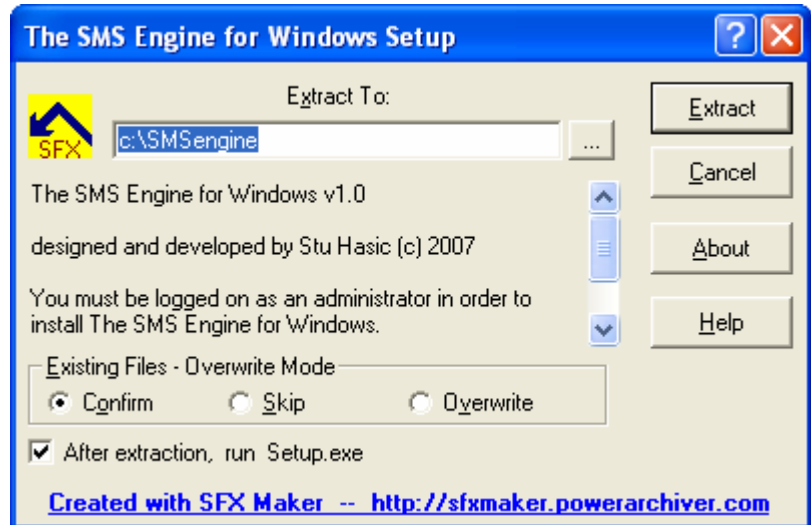 The SMS Engine for Windows Setup
?
Extract To:
SFX
c:\SMSengine
...
Extract
Cancel
About
Help
The SMS Engine for Windows v1.0
designed and developed by Stu Hasic (c) 2007
You must be logged on as an administrator in order to
install The SMS Engine for Windows.
Existing Files - Overwrite Mode
Confirm Skip Overwrite
After extraction, run Setup.exe
Created with SFX Maker -- http://sfxmaker.powerarchiver.com